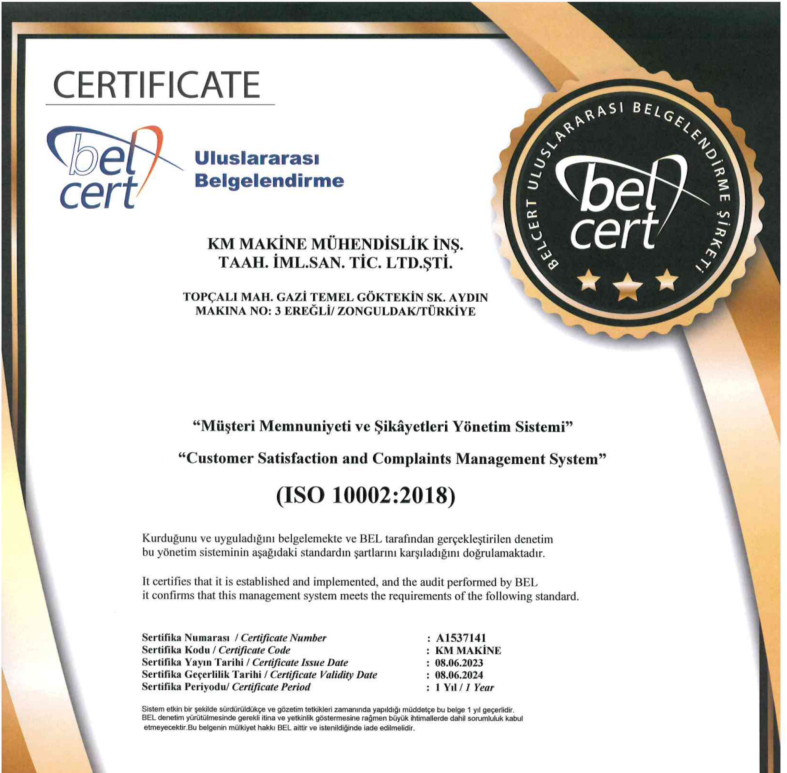 CERTIFICATE
bel
cert
Uluslararası
Belgelendirme
BELCERT ULUSLARARASI BELGELENDİRME ŞİRKETİ
bel
cert
KM MAKİNE MÜHENDİSLİK İNŞ.
TAAH. İML.SAN. TİC. LTD.ŞTİ.
TOPÇALI MAH. GAZİ TEMEL GÖKTEKİN SK. AYDIN
MAKINA NO: 3 EREĞLİ/ ZONGULDAK/TÜRKİYE
“Müşteri Memnuniyeti ve Şikâyetleri Yönetim Sistemi”
“Customer Satisfaction and Complaints Management System”
(ISO 10002:2018)
Kurduğunu ve uyguladığını belgelemekte ve BEL tarafından gerçekleştirilen denetim
bu yönetim sisteminin aşağıdaki standardın şartlarını karşıladığını doğrulamaktadır.
It certifies that it is established and implemented, and the audit performed by BEL
it confirms that this management system meets the requirements of the following standard.
Sertifika Numarası / Certificate Number : A1537141
Sertifika Kodu / Certificate Code : KM MAKİNE
Sertifika Yayın Tarihi / Certificate Issue Date : 08.06.2023
Sertifika Geçerlilik Tarihi / Certificate Validity Date : 08.06.2024
Sertifika Periyodu/ Certificate Period : 1 Yıl / 1 Year
Sistem etkin bir şekilde sürdürüldükçe ve gözetim tetkikleri zamanında yapıldığı müddetçe bu belge 1 yıl geçerlidir.
BEL denetim yürütülmesinde gerekli itina ve yetkinlik göstermesine rağmen büyük ihtimallerde dahil sorumluluk kabul
etmeyecektir.Bu belgenin mülkiyet hakkı BEL aittir ve istenildiğinde iade edilmelidir.